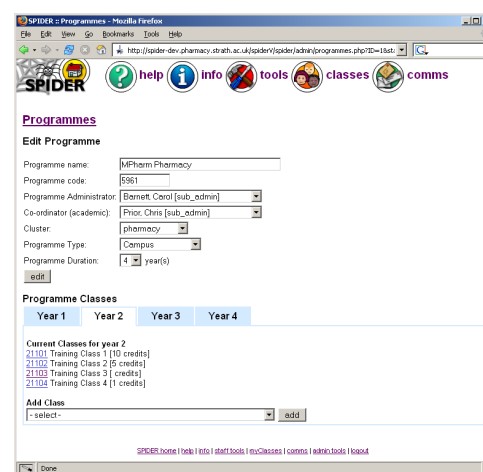 SPIDER :: Programmes - Mozilla Firefox
File Edit View Go Bookmarks Tools Help
http://spider-dev.pharmacy.strath.ac.uk/spiderV/spider/admin/programmes.php?ID=1&st
SPIDER help info tools classes comms
Programmes
Edit Programme
Programme name: MPharm Pharmacy
Programme code: 5961
Programme Administrator: Barnett, Carol [sub_admin]
Co-ordinator (academic): Prior, Chris [sub_admin]
Cluster: pharmacy
Programme Type: Campus
Programme Duration: 4 year(s)
edit
Programme Classes
Year 1 Year 2 Year 3 Year 4
Current Classes for year 2
21101 Training Class 1 [10 credits]
21102 Training Class 2 [5 credits]
21103 Training Class 3 [ credits]
21104 Training Class 4 [1 credits]
Add Class
- select - add
SPIDER home | help | info | staff tools | myClasses | comms | admin tools | logout
Done